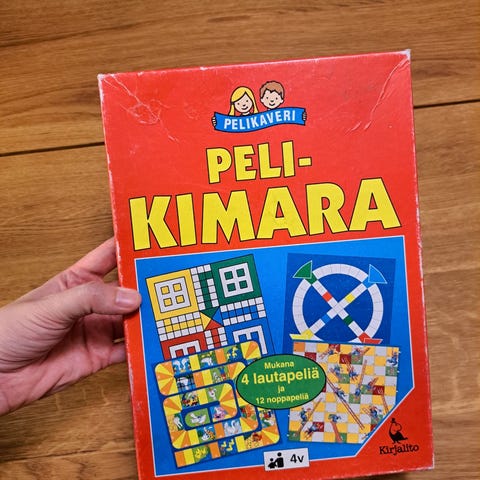 PELIKAVERI
PELI-
KIMARA
Mukana
4 lautapeliä
ja
12 noppapeliä
4v
Kirjalito